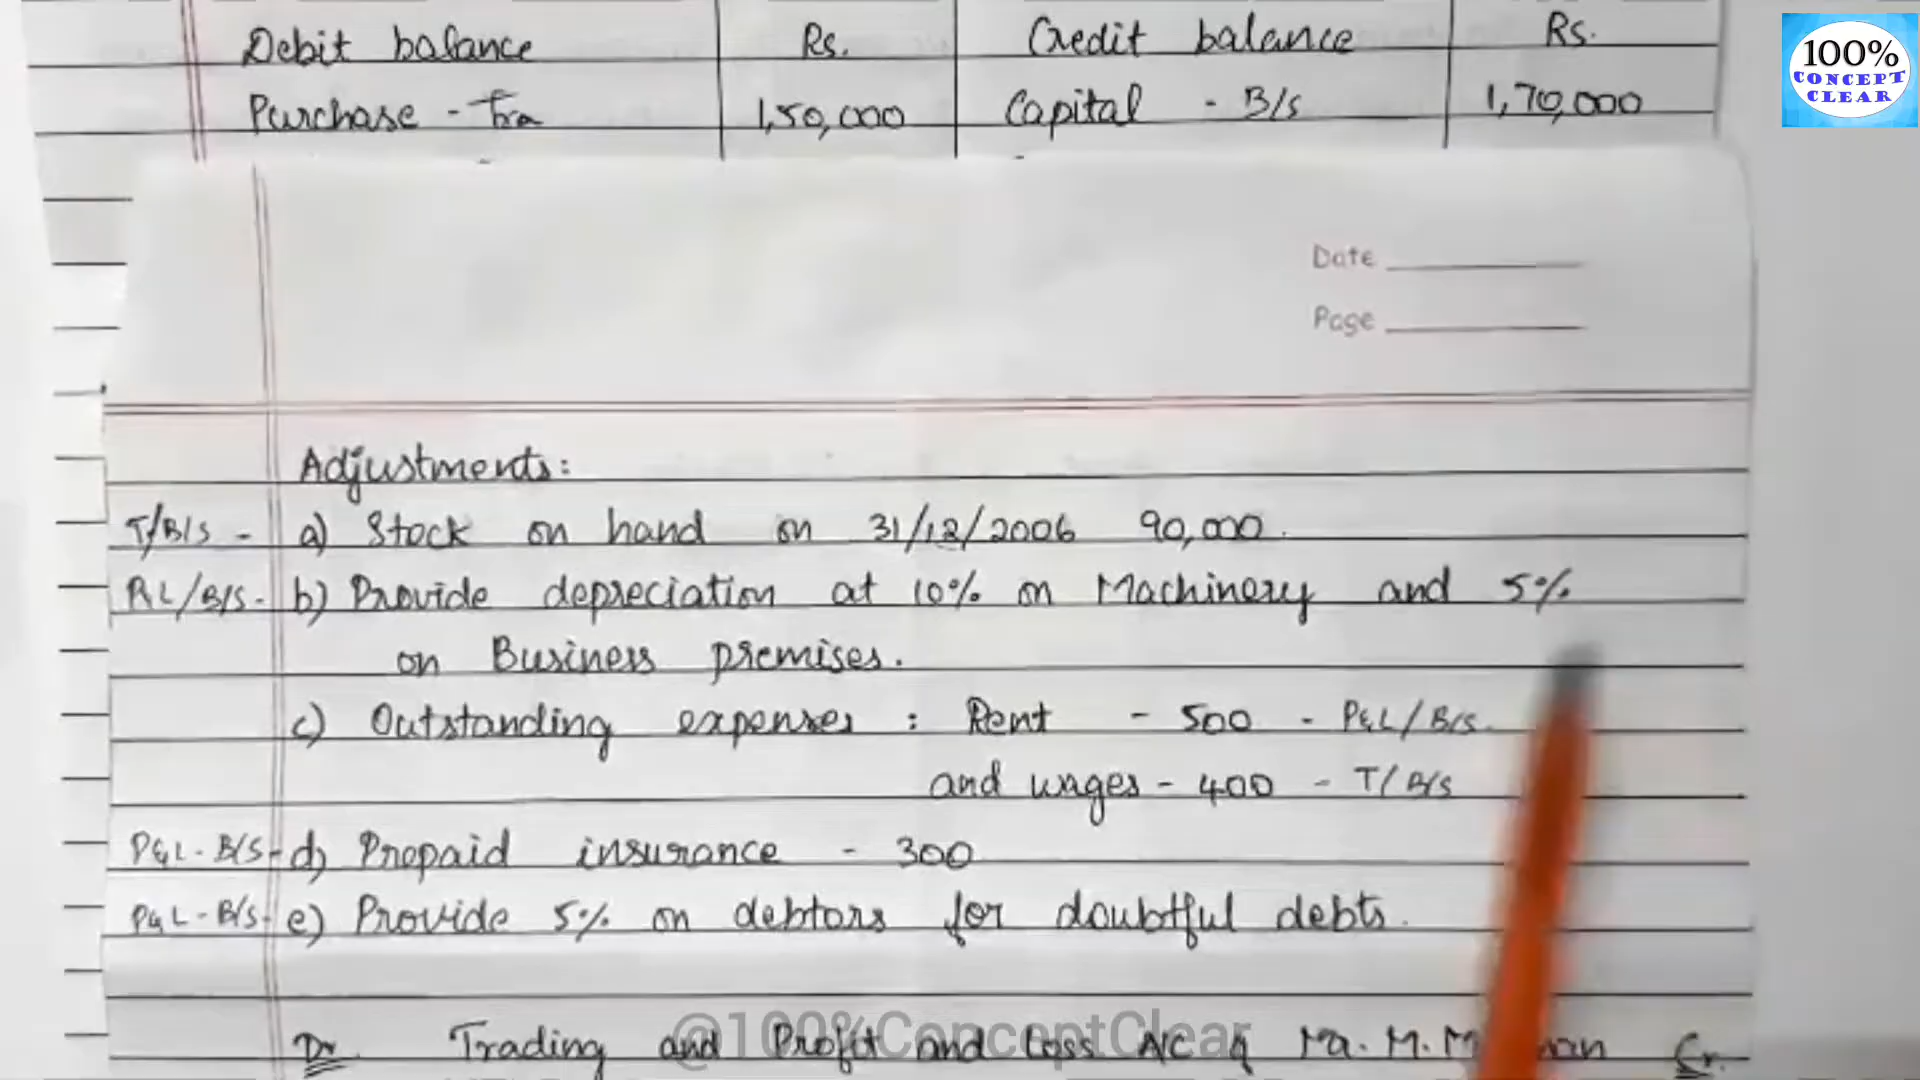 Debit balance Rs. Credit balance Rs.
Purchase - Tra 1,50,000 Capital - B/S 1,70,000
100%
CONCEPT
CLEAR
Date
Page
Adjustments:
T/B/S - a) Stock on hand on 31/12/2006 90,000.
P&L/B/S - b) Provide depreciation at 10% on Machinery and 5%
on Business premises.
c) Outstanding expenses : Rent - 500 - P&L/B/S.
and wages - 400 - T/B/S
P&L - B/S - d) Prepaid insurance - 300
P&L - B/S - e) Provide 5% on debtors for doubtful debts.
Dr Trading and Profit and Loss A/C of Mr. M. Cr.
@100%ConceptClear